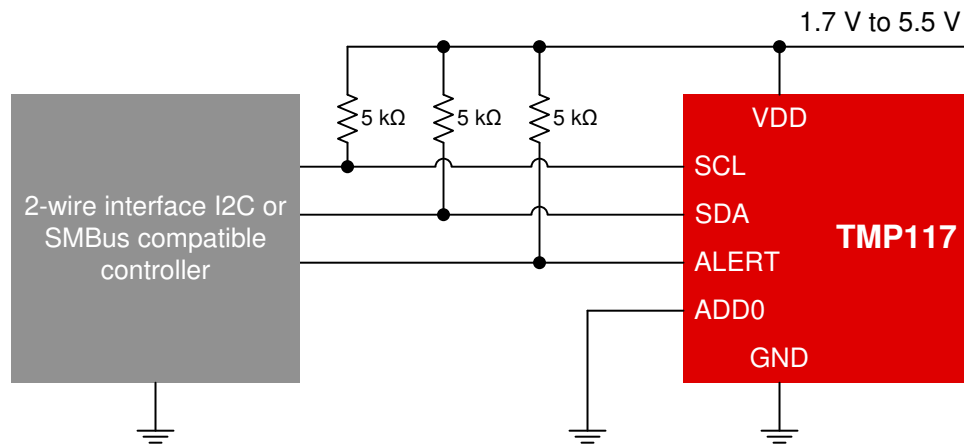 1.7 V to 5.5 V
5 kΩ
5 kΩ
5 kΩ
VDD
SCL
2-wire interface I2C or
SMBus compatible
controller
SDA
TMP117
ALERT
ADD0
GND